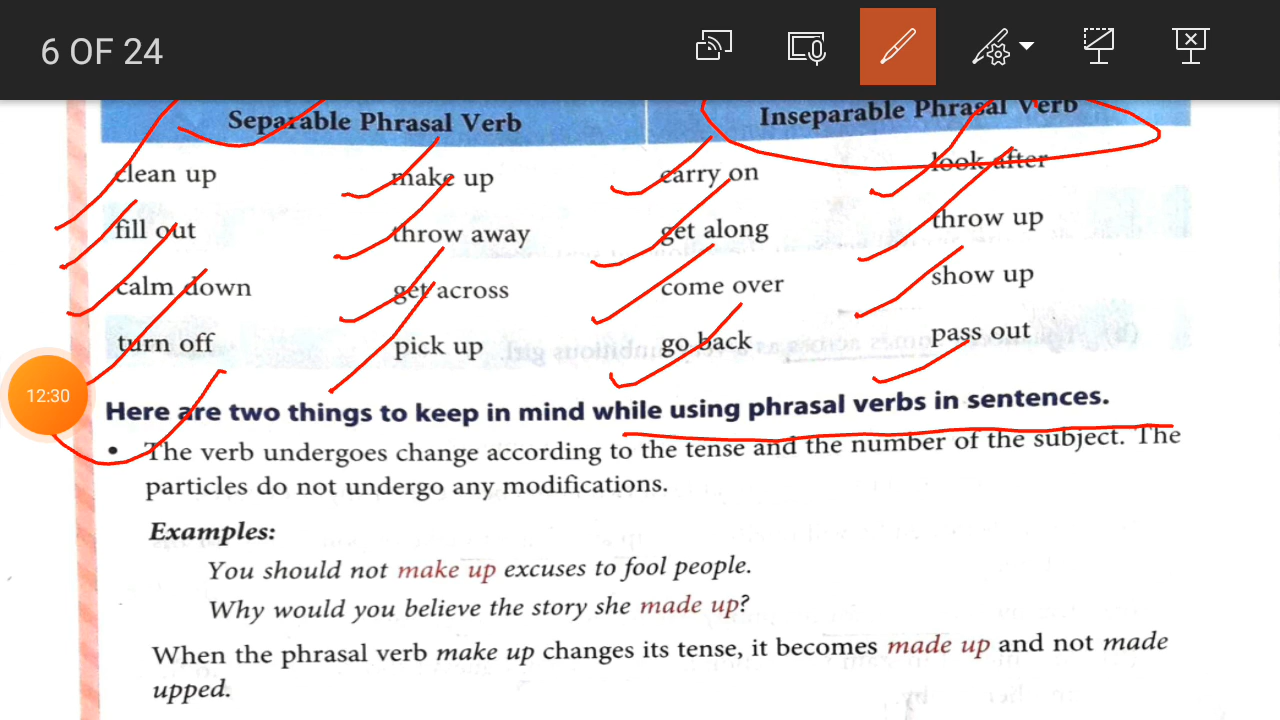 6 OF 24
Separable Phrasal Verb Inseparable Phrasal Verb
clean up make up carry on look after
fill out throw away get along throw up
calm down get across come over show up
turn off pick up go back pass out
12:30
Here are two things to keep in mind while using phrasal verbs in sentences.
• The verb undergoes change according to the tense and the number of the subject. The
particles do not undergo any modifications.
Examples:
You should not make up excuses to fool people.
Why would you believe the story she made up?
When the phrasal verb make up changes its tense, it becomes made up and not made
upped.